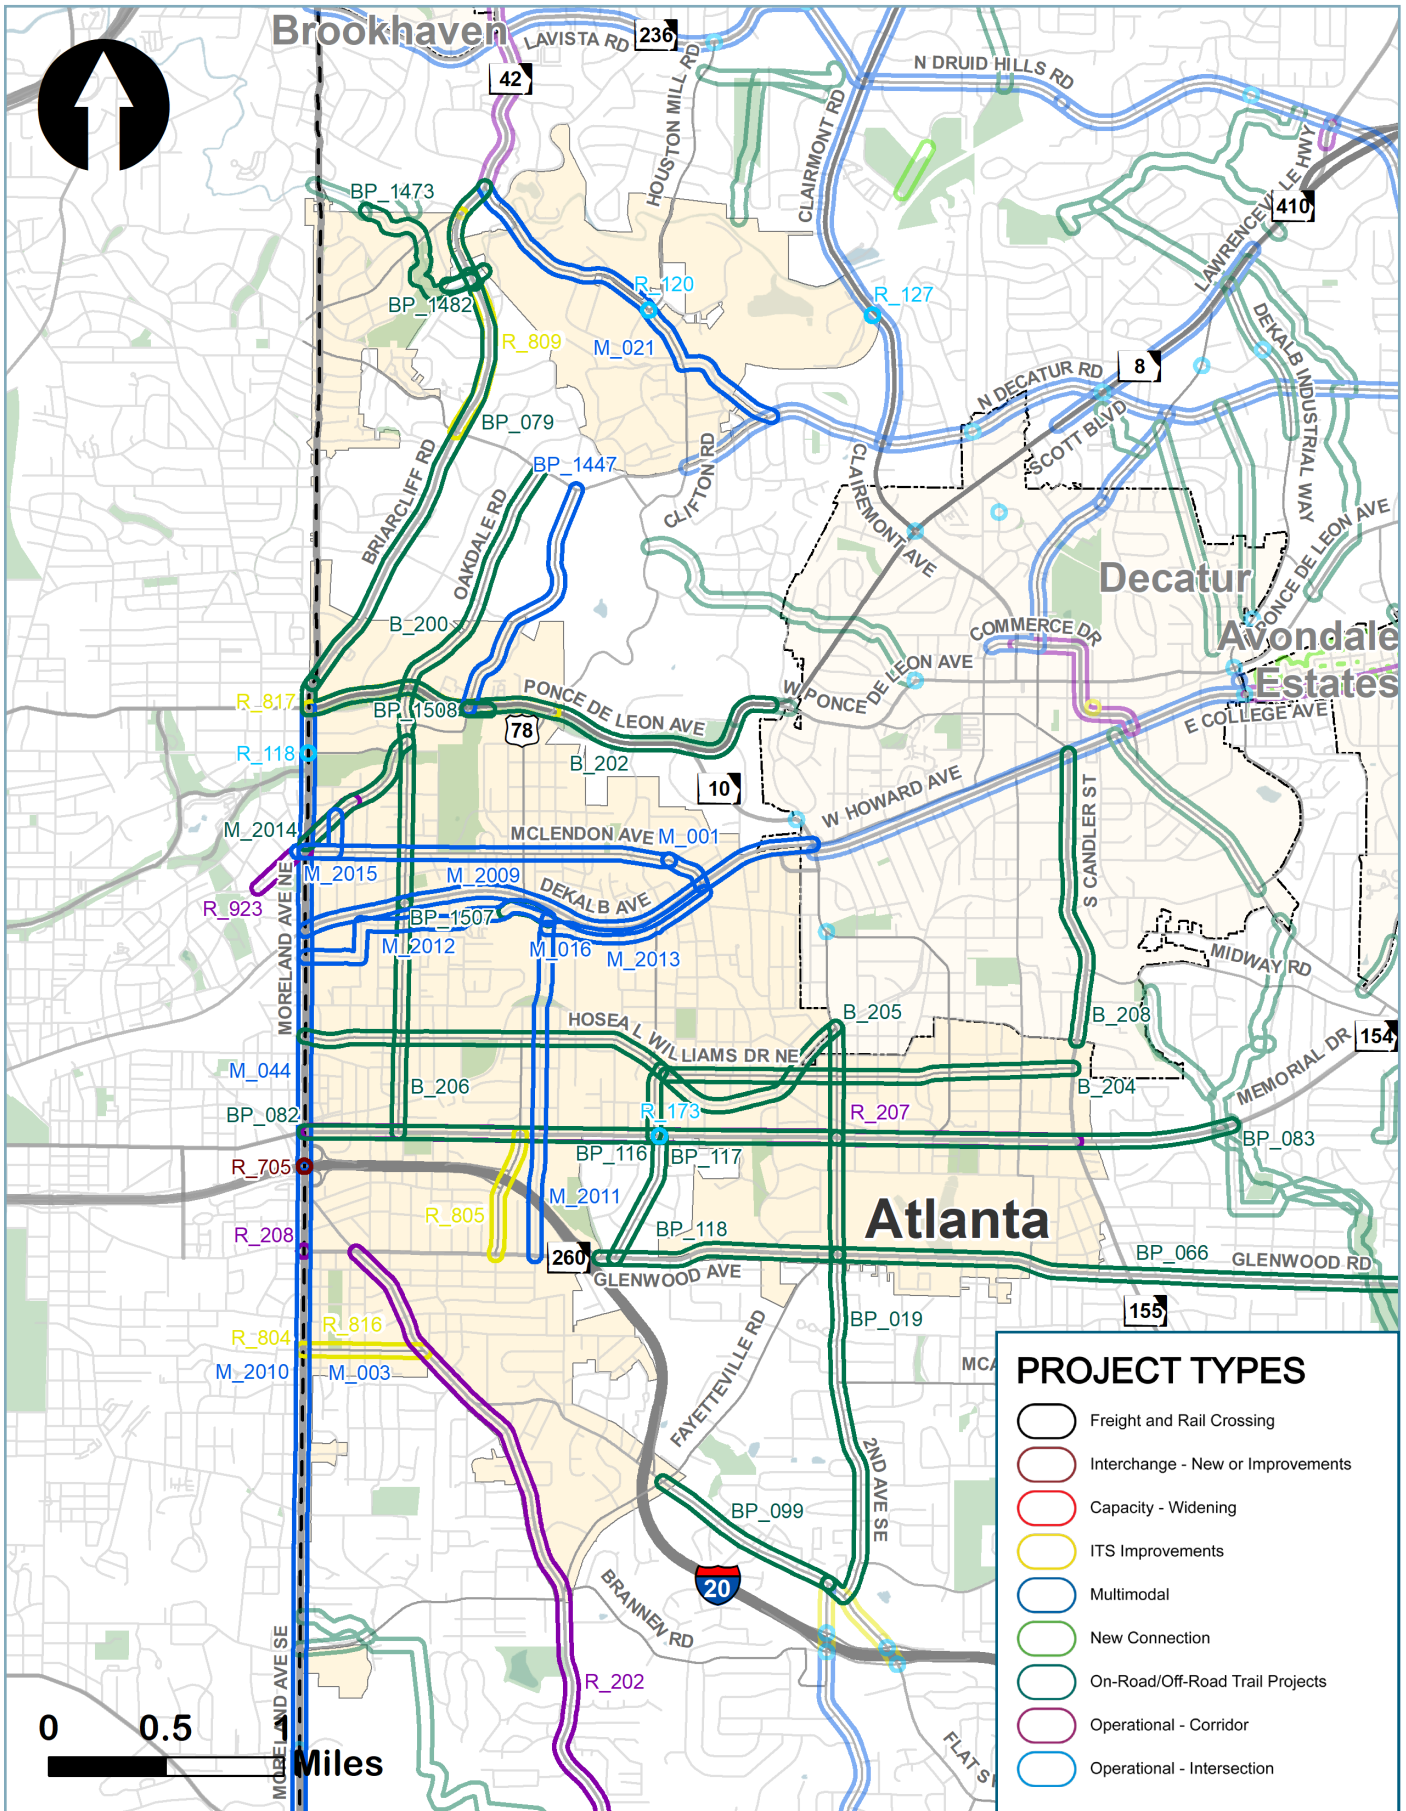 Brookhaven
LAVISTA RD
236
42
HOUSTON MILL RD
N DRUID HILLS RD
CLAIRMONT RD
LAWRENCEVILLE HWY
410
BP_1473
BP_1482
R_120
R_127
R_809
M_021
8
N DECATUR RD
SCOTT BLVD
DEKALB INDUSTRIAL WAY
BP_079
BP_1447
BRIARCLIFF RD
OAKDALE RD
CLIFTON RD
CLAIREMONT AVE
E PONCE DE LEON AVE
Decatur
B_200
COMMERCE DR
Avondale
Estates
R_817
BP_1508
PONCE DE LEON AVE
W PONCE DE LEON AVE
78
E COLLEGE AVE
R_118
B_202
10
W HOWARD AVE
S CANDLER ST
M_2014
MCLENDON AVE
M_001
M_2015
M_2009
DEKALB AVE
R_923
BP_1507
M_2012
M_016
M_2013
MORELAND AVE NE
MIDWAY RD
HOSEA L WILLIAMS DR NE
B_205
B_208
154
MEMORIAL DR
M_044
B_206
B_204
BP_082
R_173
R_207
BP_083
BP_116
BP_117
R_705
M_2011
R_805
Atlanta
R_208
BP_118
260
GLENWOOD AVE
BP_066
GLENWOOD RD
155
R_816
R_804
M_2010
M_003
BP_019
FAYETTEVILLE RD
MCA
2ND AVE SE
BP_099
20
BRANNEN RD
R_202
MORELAND AVE SE
FLAT S
0 0.5 1
Miles
PROJECT TYPES
Freight and Rail Crossing
Interchange - New or Improvements
Capacity - Widening
ITS Improvements
Multimodal
New Connection
On-Road/Off-Road Trail Projects
Operational - Corridor
Operational - Intersection